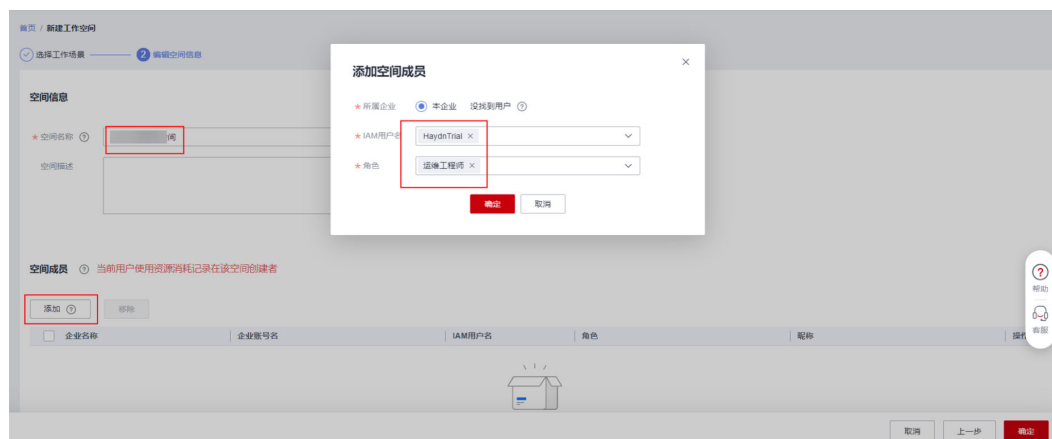 首页 / 新建工作空间
选择工作场景
2 编辑空间信息
空间信息
* 空间名称
间
空间描述
添加空间成员
* 所属企业 本企业 没找到用户
* IAM用户名 HaydnTrial ×
* 角色 运维工程师 ×
确定 取消
空间成员 当前用户使用资源消耗记录在该空间创建者
添加 移除
企业名称 企业账号名 IAM用户名 角色 昵称 操作
帮助
客服
取消 上一步 确定